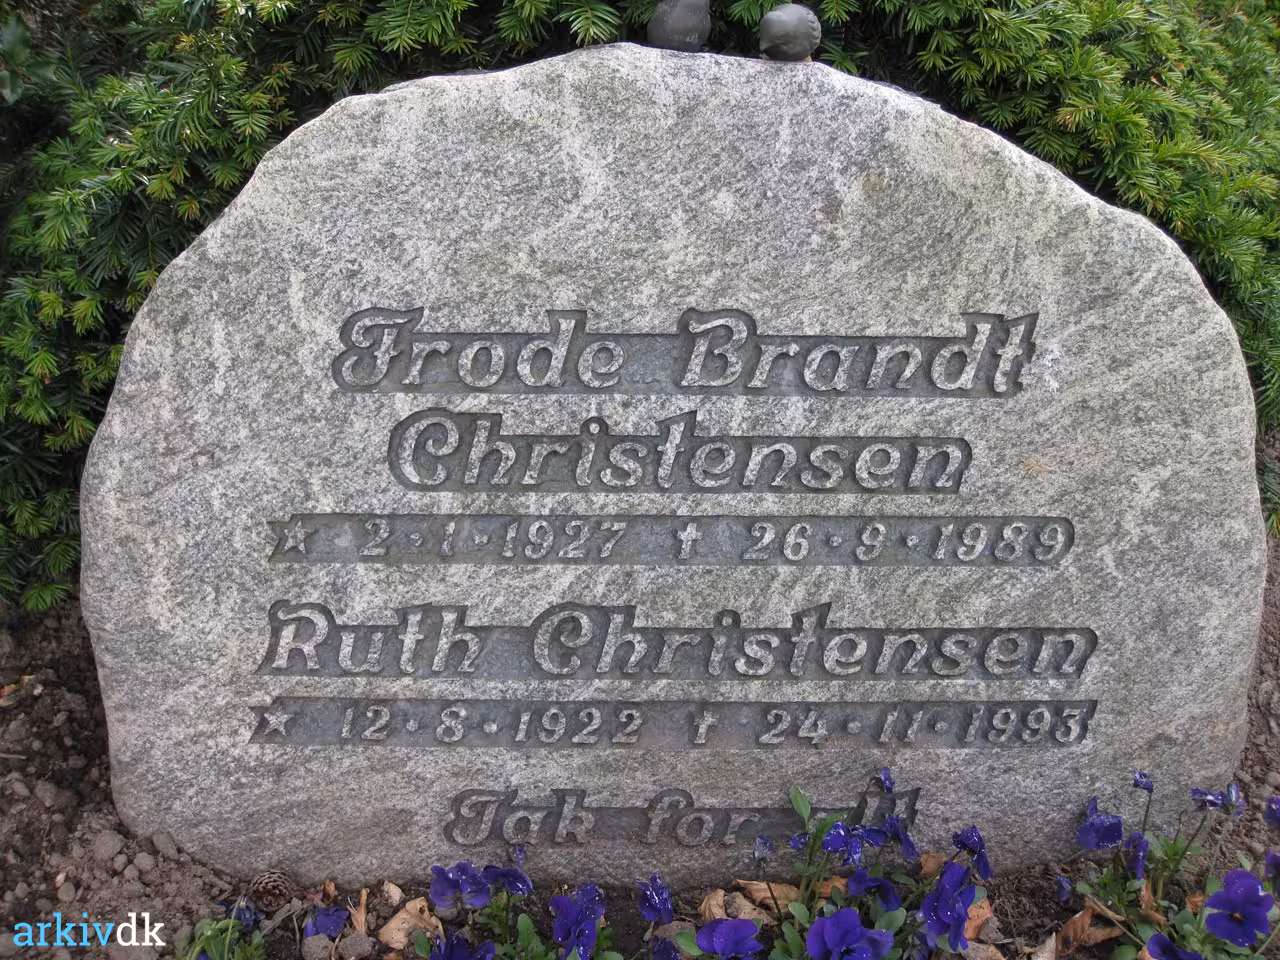 Frode Brandt
Christensen
★ 2·1·1927 † 26·9·1989
Ruth Christensen
★ 12·8·1922 † 24·11·1993
Tak for alt
arkivdk